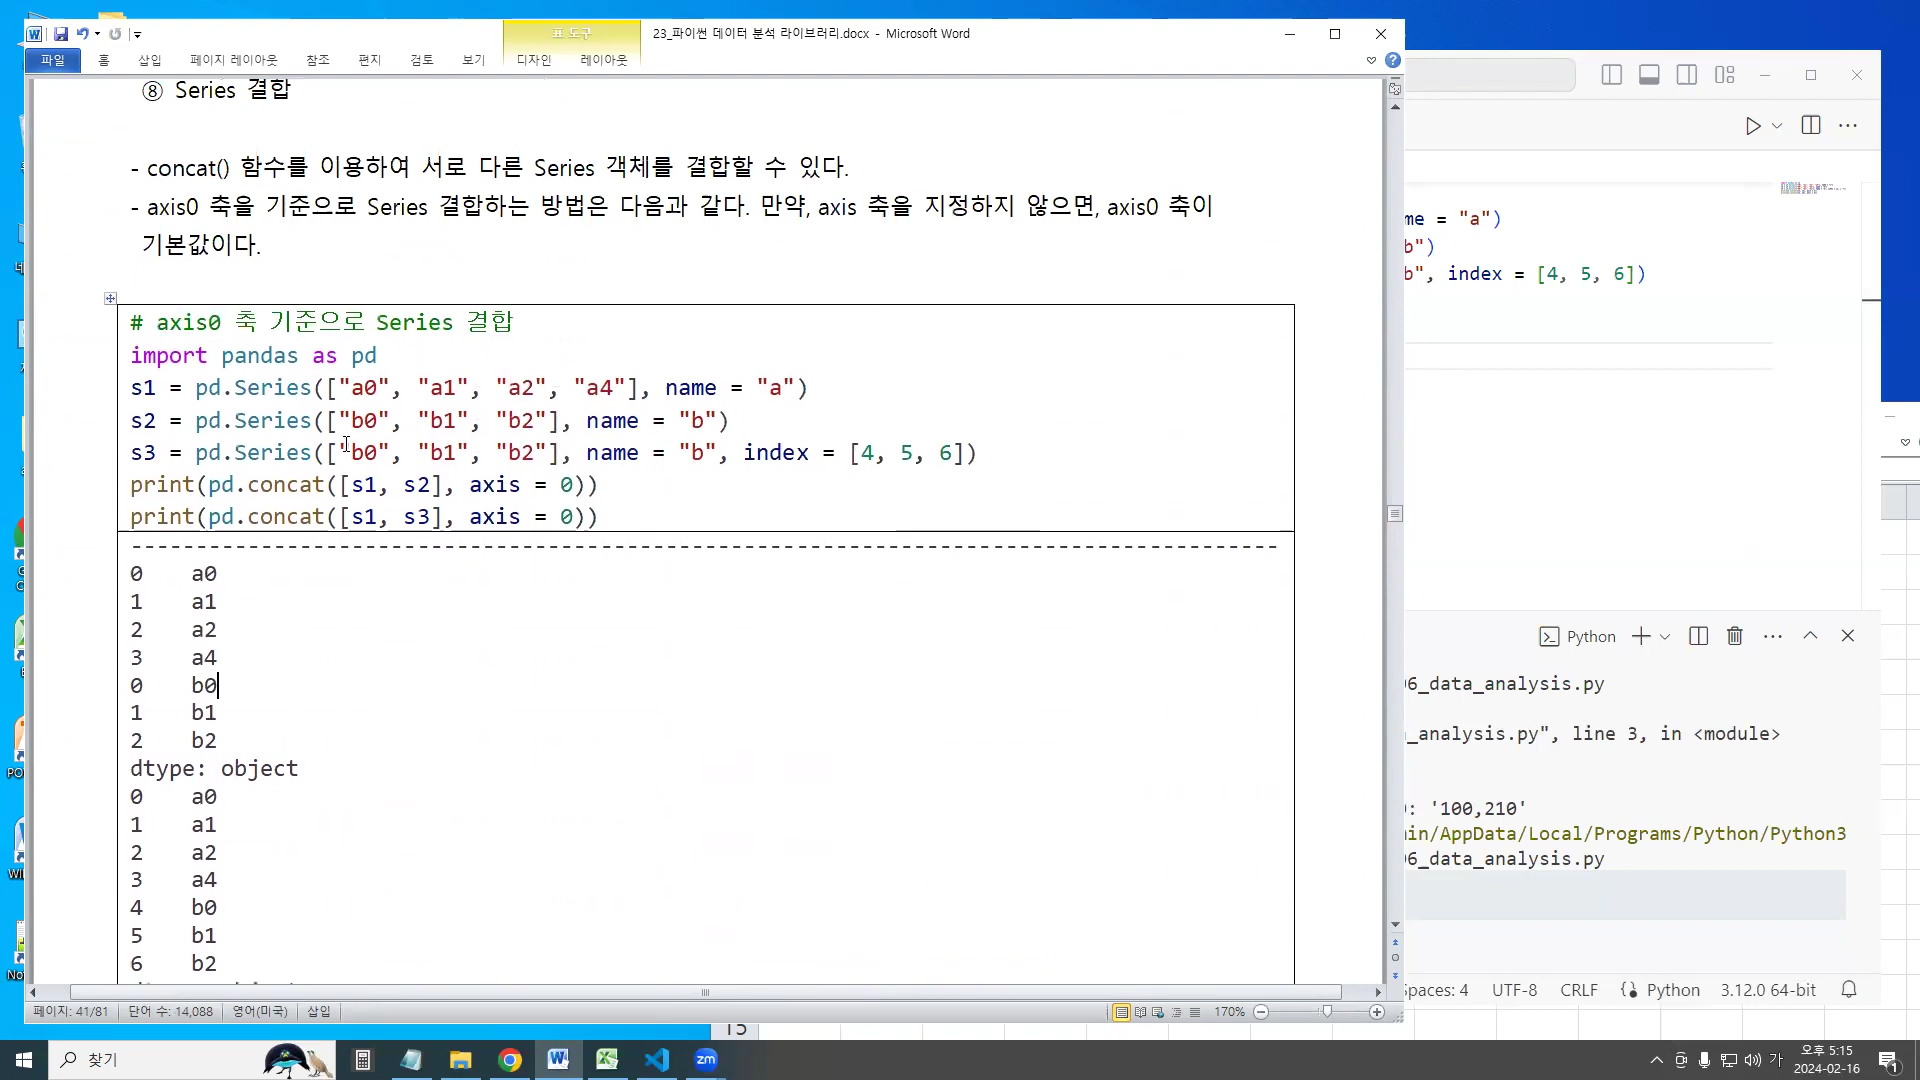 표 도구
23_파이썬 데이터 분석 라이브러리.docx - Microsoft Word
파일 홈 삽입 페이지 레이아웃 참조 편지 검토 보기 디자인 레이아웃
⑧ Series 결합
- concat() 함수를 이용하여 서로 다른 Series 객체를 결합할 수 있다.
- axis0 축을 기준으로 Series 결합하는 방법은 다음과 같다. 만약, axis 축을 지정하지 않으면, axis0 축이
기본값이다.
# axis0 축 기준으로 Series 결합
import pandas as pd
s1 = pd.Series(["a0", "a1", "a2", "a4"], name = "a")
s2 = pd.Series(["b0", "b1", "b2"], name = "b")
s3 = pd.Series(["b0", "b1", "b2"], name = "b", index = [4, 5, 6])
print(pd.concat([s1, s2], axis = 0))
print(pd.concat([s1, s3], axis = 0))
----------------------------------------------------------------------------------------
0 a0
1 a1
2 a2
3 a4
0 b0
1 b1
2 b2
dtype: object
0 a0
1 a1
2 a2
3 a4
4 b0
5 b1
6 b2
페이지: 41/81 단어 수: 14,088 영어(미국) 삽입 170%
me = "a")
b")
b", index = [4, 5, 6])
Python
06_data_analysis.py
_analysis.py", line 3, in <module>
: '100,210'
in/AppData/Local/Programs/Python/Python3
06_data_analysis.py
Spaces: 4 UTF-8 CRLF Python 3.12.0 64-bit
15
찾기
zm
가
오후 5:15
2024-02-16
1